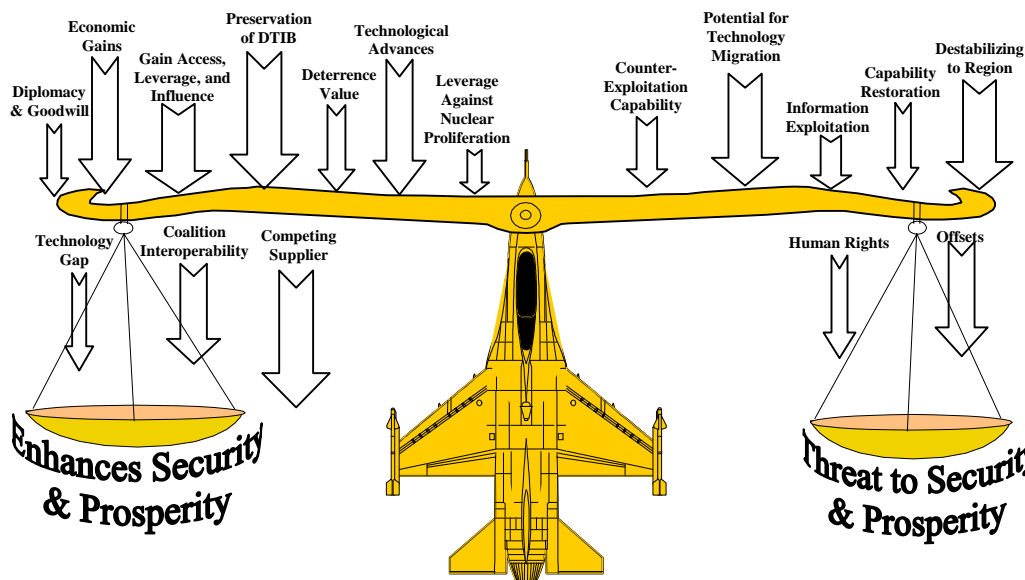 Economic
Gains
Preservation
of DTIB
Technological
Advances
Potential for
Technology
Migration
Destabilizing
to Region
Gain Access,
Leverage, and
Influence
Deterrence
Value
Leverage
Against
Nuclear
Proliferation
Counter-
Exploitation
Capability
Capability
Restoration
Diplomacy
& Goodwill
Information
Exploitation
Technology
Gap
Coalition
Interoperability
Competing
Supplier
Human Rights
Offsets
Enhances Security
& Prosperity
Threat to Security
& Prosperity